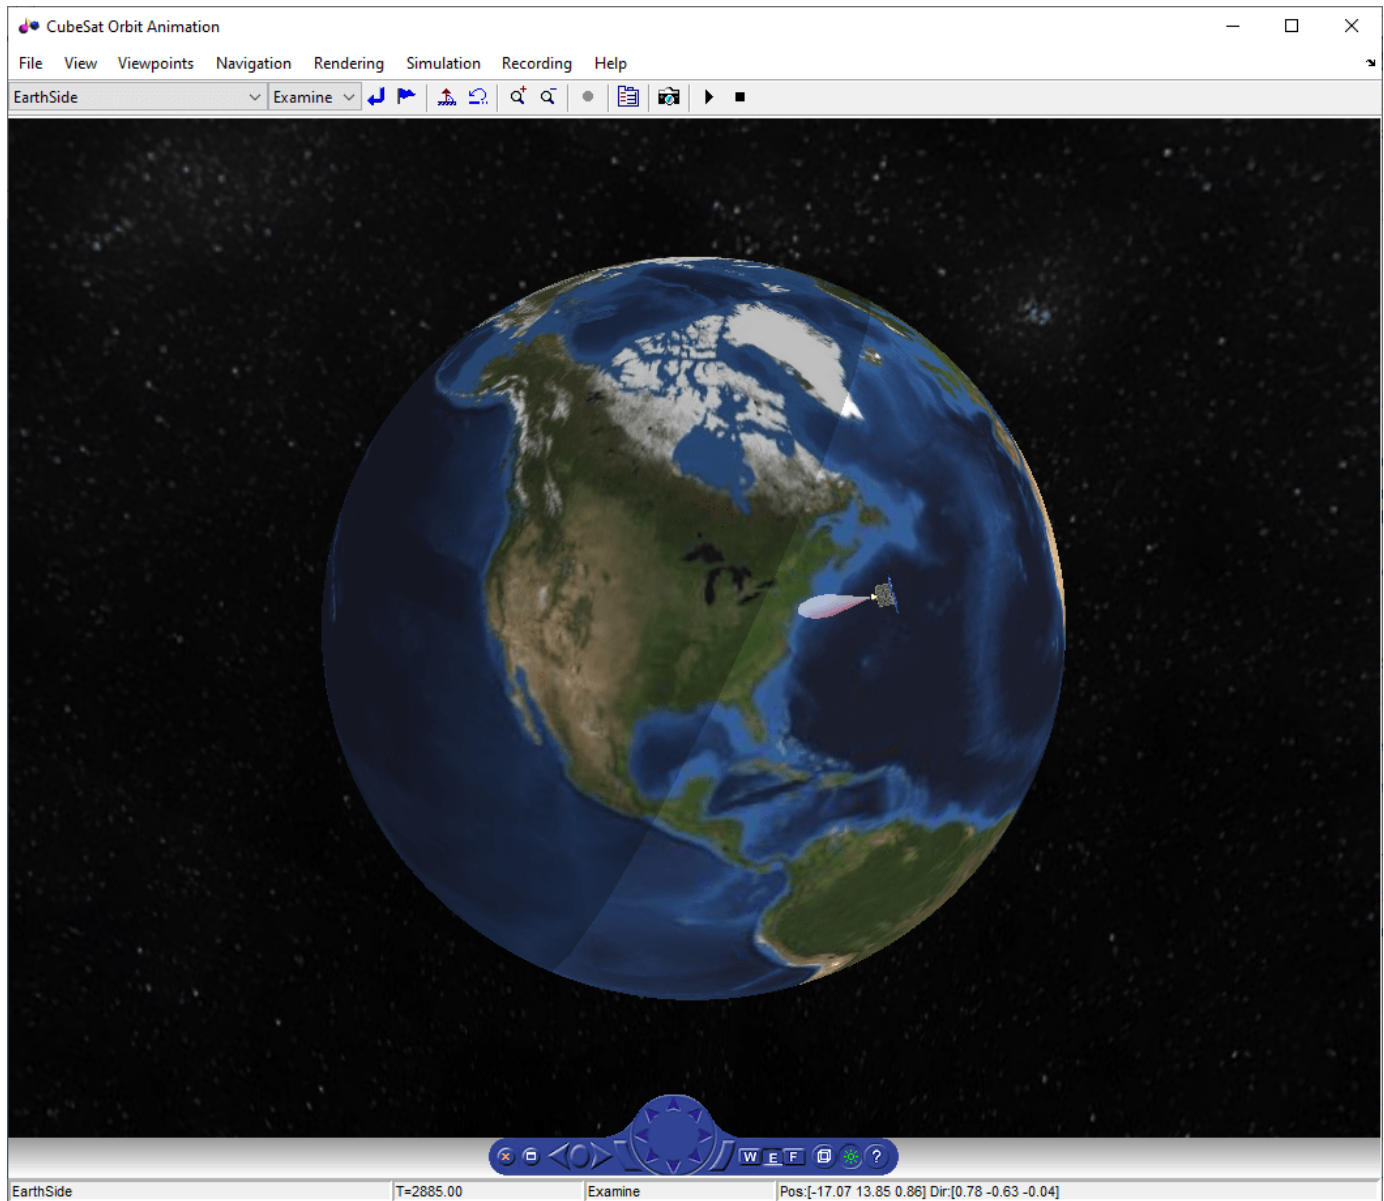 CubeSat Orbit Animation
File View Viewpoints Navigation Rendering Simulation Recording Help
EarthSide Examine
W E F ?
EarthSide T=2885.00 Examine Pos:[-17.07 13.85 0.86] Dir:[0.78 -0.63 -0.04]